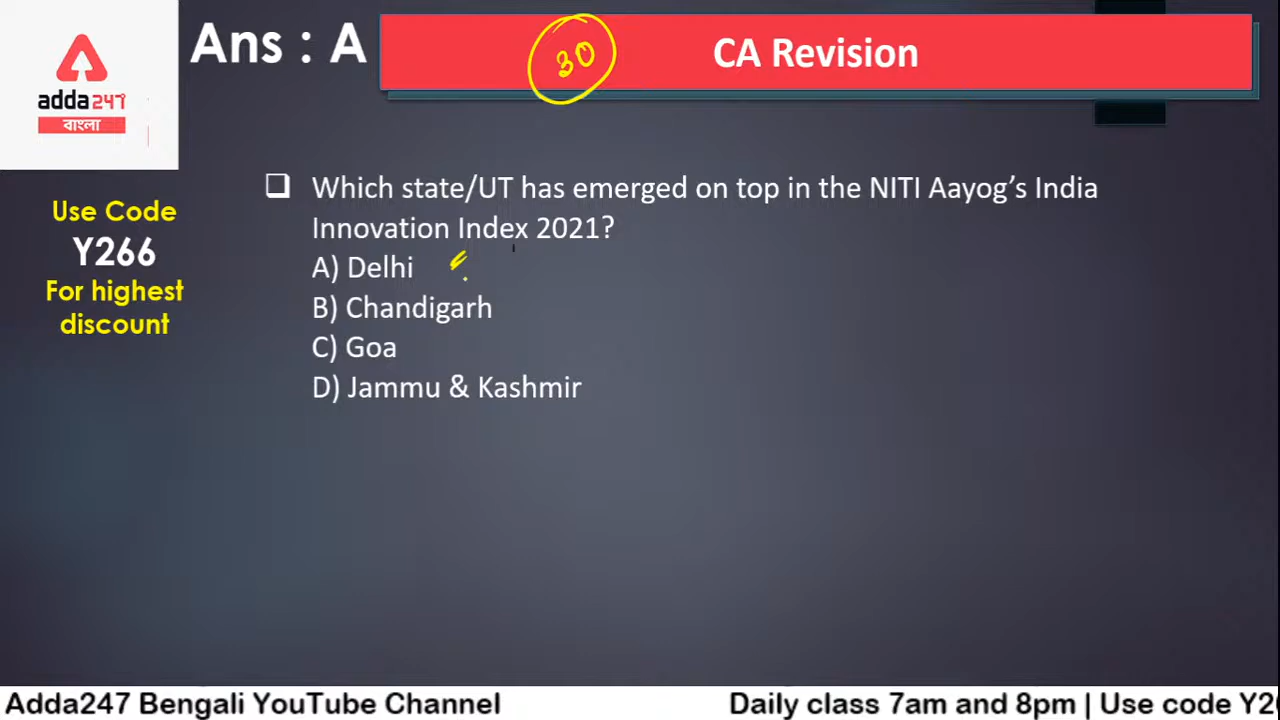 Ans : A
30
CA Revision
adda247
বাংলা
Use Code
Y266
For highest
discount
❑ Which state/UT has emerged on top in the NITI Aayog’s India
Innovation Index 2021?
A) Delhi
B) Chandigarh
C) Goa
D) Jammu & Kashmir
Adda247 Bengali YouTube Channel
Daily class 7am and 8pm | Use code Y2